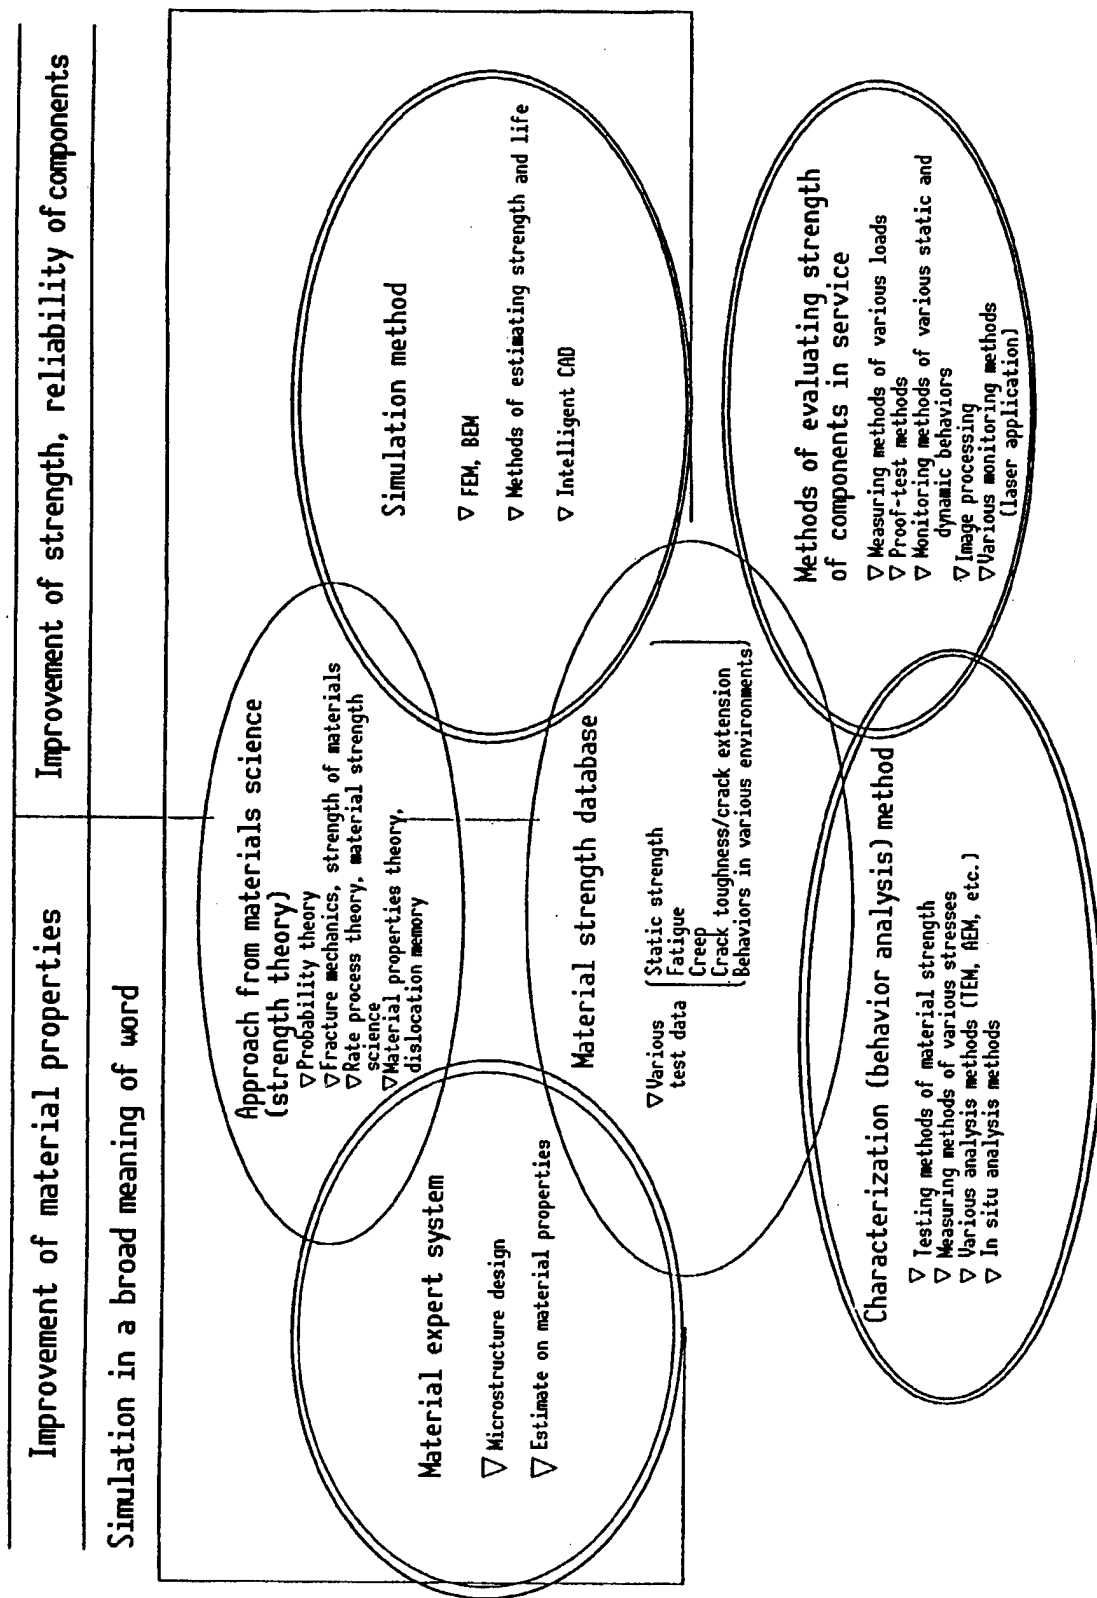 Improvement of material properties
Improvement of strength, reliability of components
Simulation in a broad meaning of word
Approach from materials science
(strength theory)
▽Probability theory
▽Fracture mechanics, strength of materials
▽Rate process theory, material strength
science
▽Material properties theory,
dislocation memory
Material expert system
▽Microstructure design
▽Estimate on material properties
Simulation method
▽ FEM, BEM
▽ Methods of estimating strength and life
▽ Intelligent CAD
Material strength database
▽Various
test data
Static strength
Fatigue
Creep
Crack toughness/crack extension
Behaviors in various environments
Characterization (behavior analysis) method
▽ Testing methods of material strength
▽ Measuring methods of various stresses
▽ Various analysis methods (TEM, AEM, etc.)
▽ In situ analysis methods
Methods of evaluating strength
of components in service
▽ Measuring methods of various loads
▽ Proof-test methods
▽ Monitoring methods of various static and
dynamic behaviors
▽Image processing
▽Various monitoring methods
(laser application)